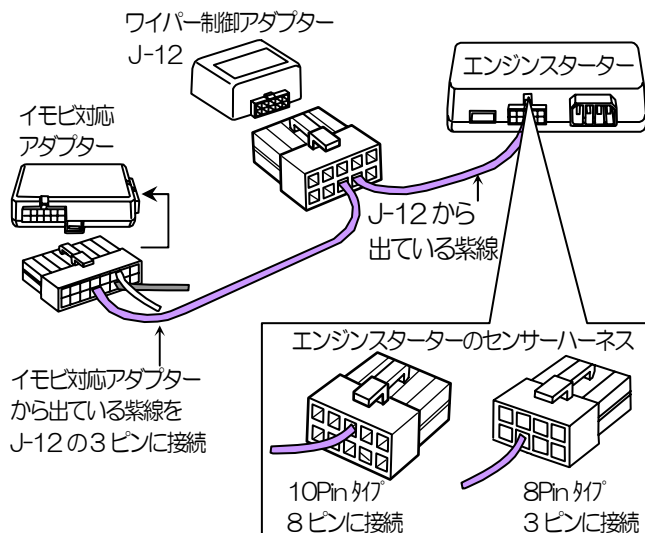 ワイパー制御アダプター
J-12
エンジンスターター
イモビ対応
アダプター
J-12から
出ている紫線
イモビ対応アダプター
から出ている紫線を
J-12の3ピンに接続
エンジンスターターのセンサーハーネス
10Pinタイプ
8ピンに接続
8Pinタイプ
3ピンに接続